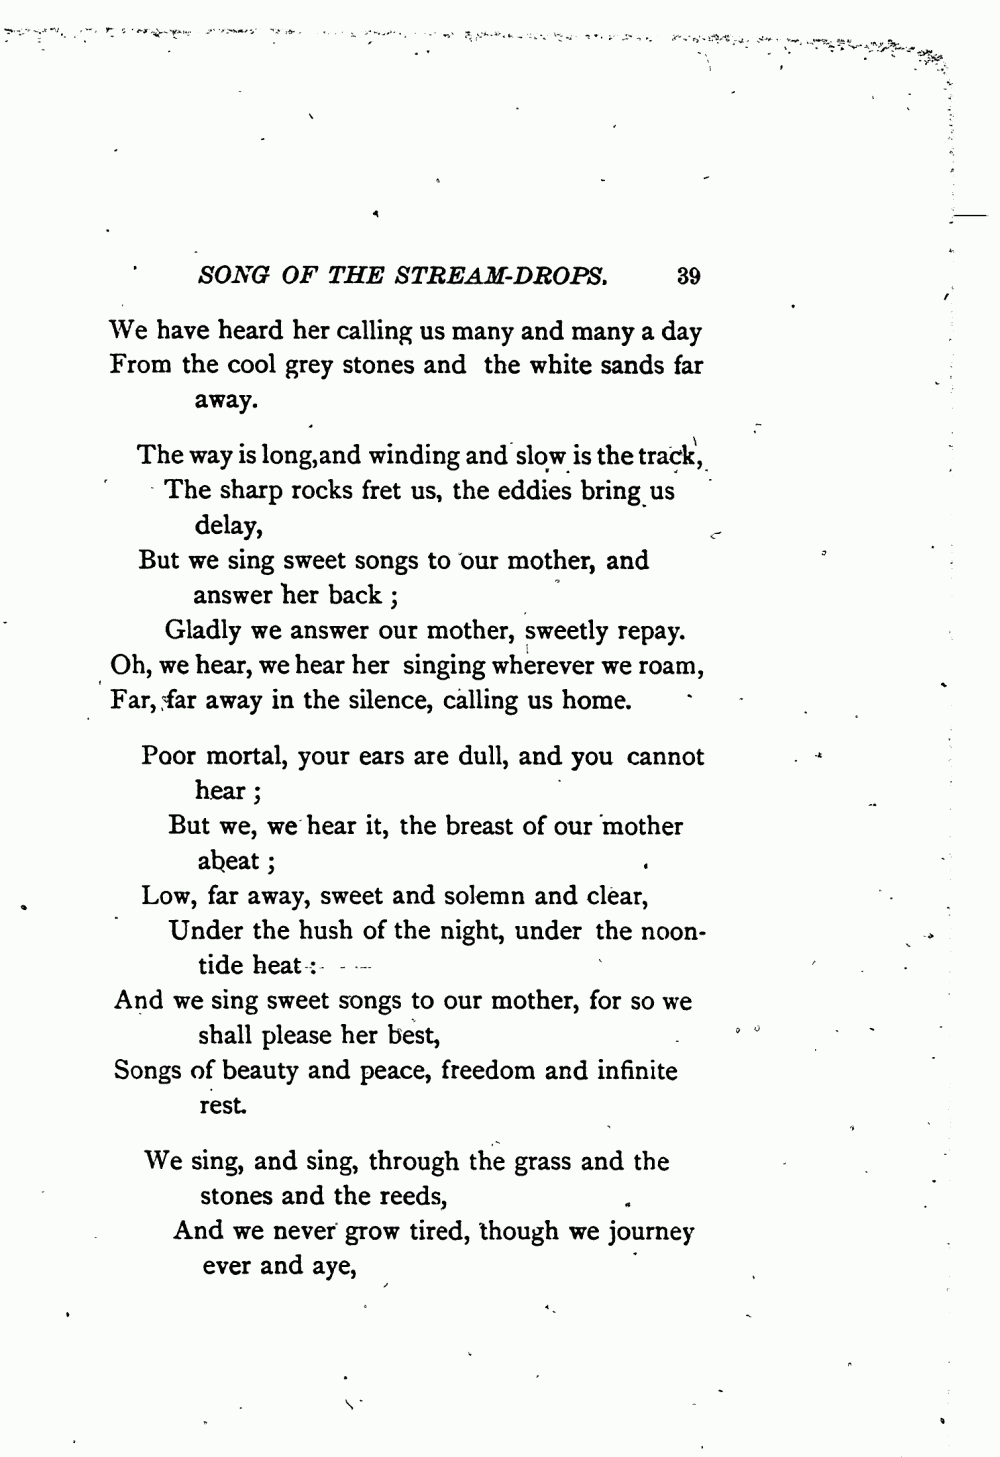 SONG OF THE STREAM-DROPS. 39
We have heard her calling us many and many a day
From the cool grey stones and the white sands far
away.
The way is long, and winding and slow is the track,
The sharp rocks fret us, the eddies bring us
delay,
But we sing sweet songs to our mother, and
answer her back ;
Gladly we answer our mother, sweetly repay.
Oh, we hear, we hear her singing wherever we roam,
Far, far away in the silence, calling us home.
Poor mortal, your ears are dull, and you cannot
hear ;
But we, we hear it, the breast of our mother
abeat ;
Low, far away, sweet and solemn and clear,
Under the hush of the night, under the noon-
tide heat :
And we sing sweet songs to our mother, for so we
shall please her best,
Songs of beauty and peace, freedom and infinite
rest.
We sing, and sing, through the grass and the
stones and the reeds,
And we never grow tired, though we journey
ever and aye,